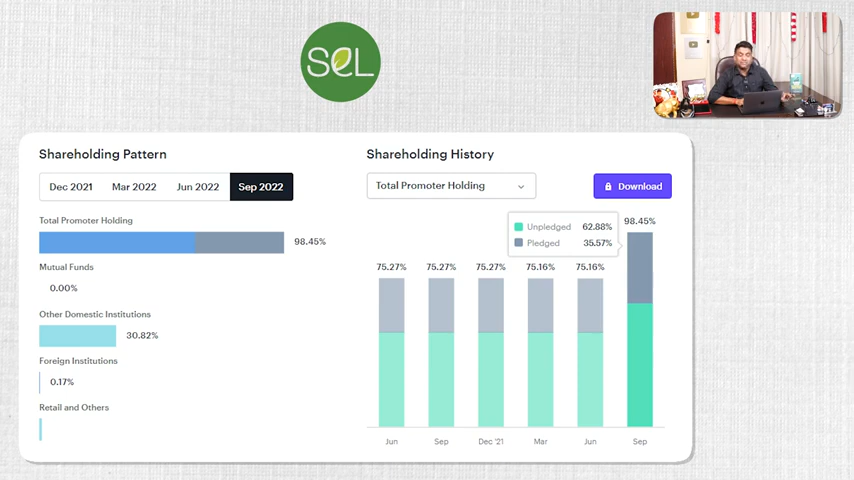 SeL
Shareholding Pattern
Dec 2021 Mar 2022 Jun 2022 Sep 2022
Total Promoter Holding
98.45%
Mutual Funds
0.00%
Other Domestic Institutions
30.82%
Foreign Institutions
0.17%
Retail and Others
Shareholding History
Total Promoter Holding
Download
Unpledged 62.88%
Pledged 35.57%
98.45%
75.27% 75.27% 75.27% 75.16% 75.16%
Jun Sep Dec '21 Mar Jun Sep